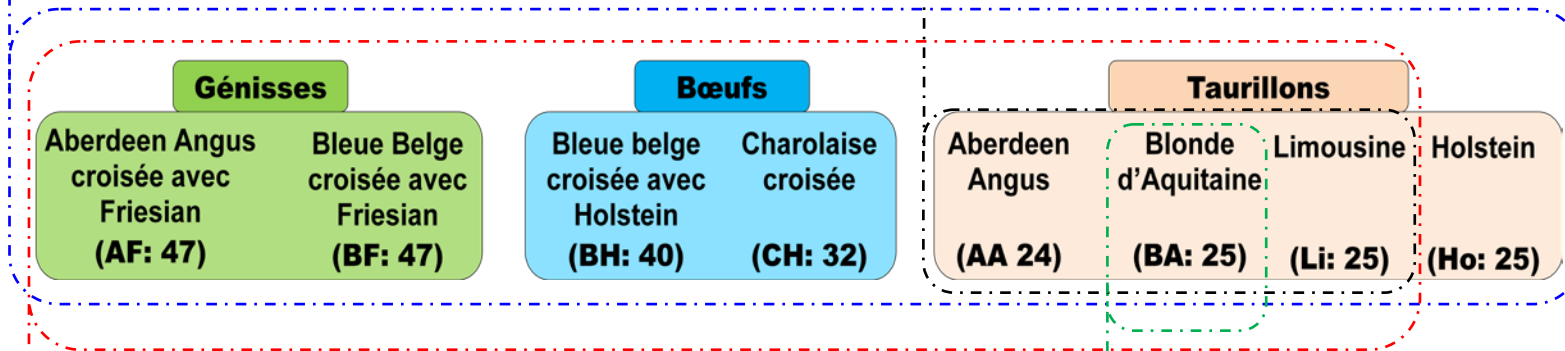 Génisses
Aberdeen Angus
croisée avec
Friesian
(AF: 47)
Bleue Belge
croisée avec
Friesian
(BF: 47)
Bœufs
Bleue belge
croisée avec
Holstein
(BH: 40)
Charolaise
croisée
(CH: 32)
Taurillons
Aberdeen
Angus
(AA 24)
Blonde
d’Aquitaine
(BA: 25)
Limousine
(Li: 25)
Holstein
(Ho: 25)